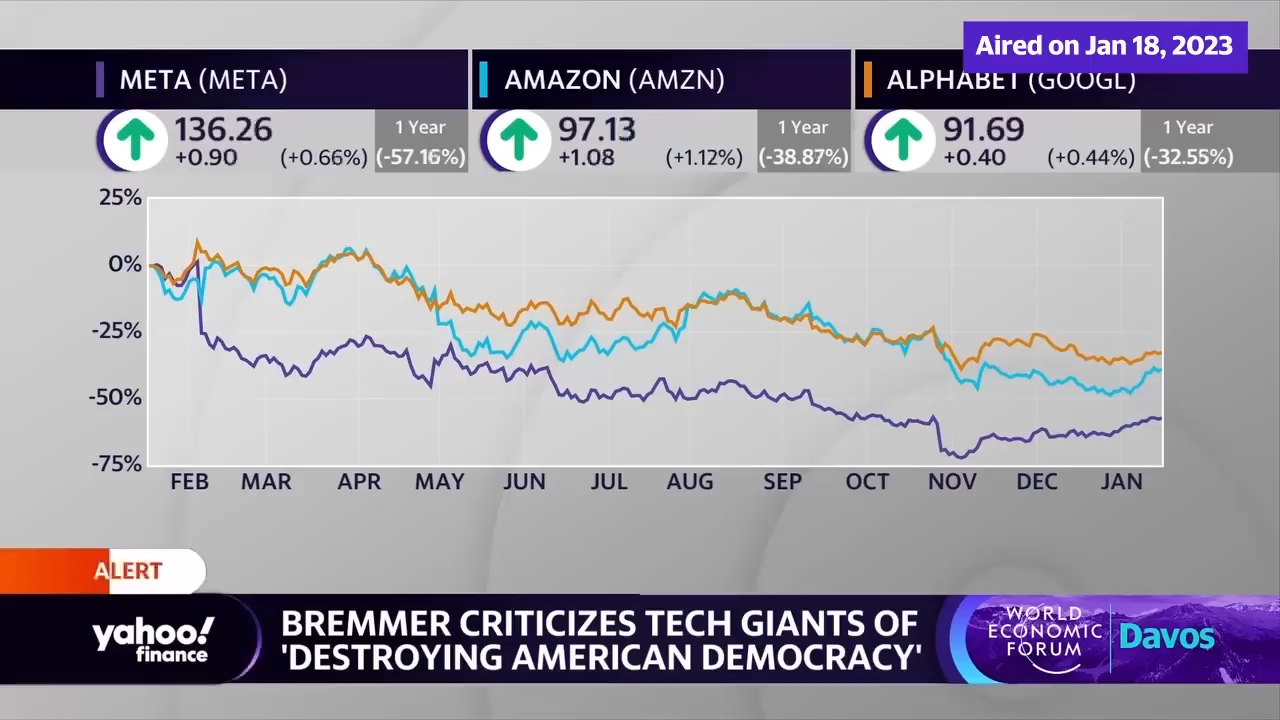 Aired on Jan 18, 2023
META (META)
AMAZON (AMZN)
ALPHABET (GOOGL)
136.26
+0.90
(+0.66%)
1 Year
(-57.16%)
97.13
+1.08
(+1.12%)
1 Year
(-38.87%)
91.69
+0.40
(+0.44%)
1 Year
(-32.55%)
25%
0%
-25%
-50%
-75%
FEB MAR APR MAY JUN JUL AUG SEP OCT NOV DEC JAN
ALERT
yahoo!
finance
BREMMER CRITICIZES TECH GIANTS OF
'DESTROYING AMERICAN DEMOCRACY'
WORLD
ECONOMIC
FORUM
Davos